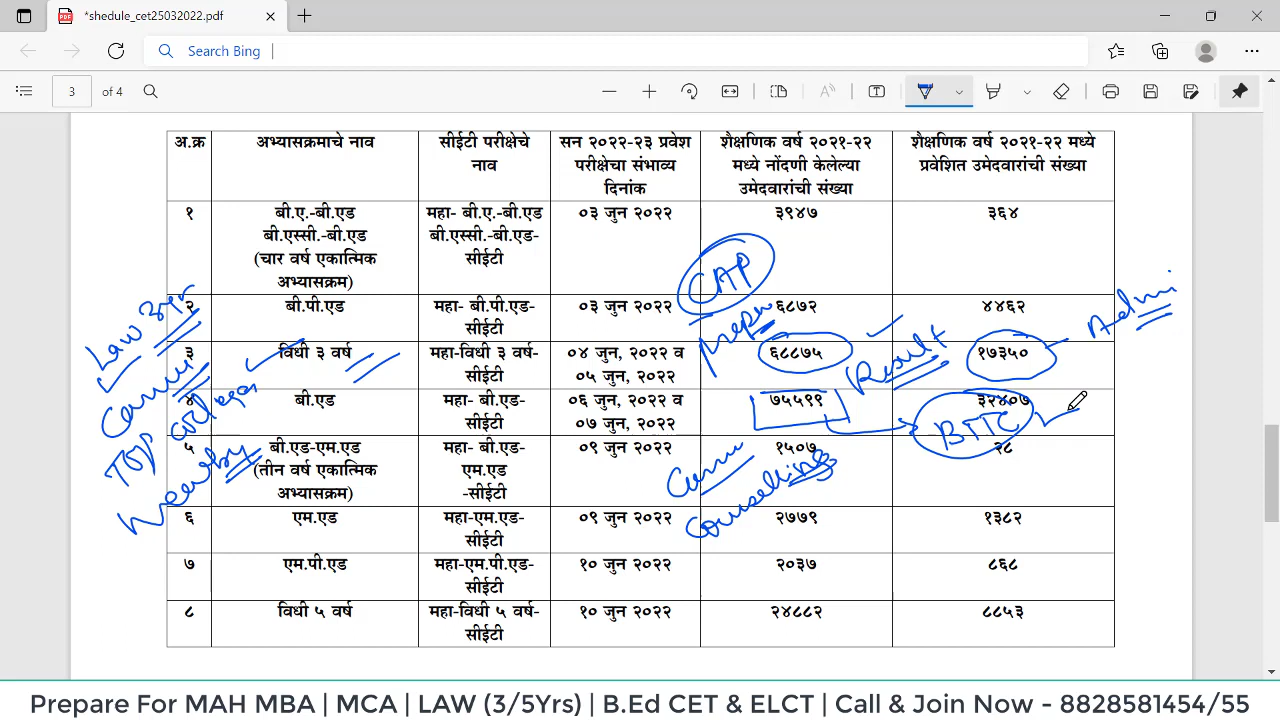 *shedule_cet25032022.pdf
Search Bing
3 of 4
अ.क्र
अभ्यासक्रमाचे नाव
सीईटी परीक्षेचे
नाव
सन २०२२-२३ प्रवेश
परीक्षेचा संभाव्य
दिनांक
शैक्षणिक वर्ष २०२१-२२
मध्ये नोंदणी केलेल्या
उमेदवारांची संख्या
शैक्षणिक वर्ष २०२१-२२ मध्ये
प्रवेशित उमेदवारांची संख्या
१
बी.ए.-बी.एड
बी.एस्सी.-बी.एड
(चार वर्ष एकात्मिक
अभ्यासक्रम)
महा- बी.ए.-बी.एड
बी.एस्सी.-बी.एड-
सीईटी
०३ जुन २०२२
३९४७
३६४
२
बी.पी.एड
महा- बी.पी.एड-
सीईटी
०३ जुन २०२२
६८७२
४४६२
३
विधी ३ वर्ष
महा-विधी ३ वर्ष-
सीईटी
०४ जुन, २०२२ व
०५ जुन, २०२२
६८८७५
१७३५०
४
बी.एड
महा- बी.एड-
सीईटी
०६ जुन, २०२२ व
०७ जुन, २०२२
७५५९९
३२४०७
५
बी.एड-एम.एड
(तीन वर्ष एकात्मिक
अभ्यासक्रम)
महा- बी.एड-
एम.एड
-सीईटी
०९ जुन २०२२
१५०७
२८
६
एम.एड
महा-एम.एड-
सीईटी
०९ जुन २०२२
२७७९
१३८२
७
एम.पी.एड
महा-एम.पी.एड-
सीईटी
१० जुन २०२२
२०३७
८६८
८
विधी ५ वर्ष
महा-विधी ५ वर्ष-
सीईटी
१० जुन २०२२
२४८८२
८८५३
CAP
Law 3yr
Result
Top College
Nearby
BTTC
Counselling
Prepare For MAH MBA | MCA | LAW (3/5Yrs) | B.Ed CET & ELCT | Call & Join Now - 8828581454/55